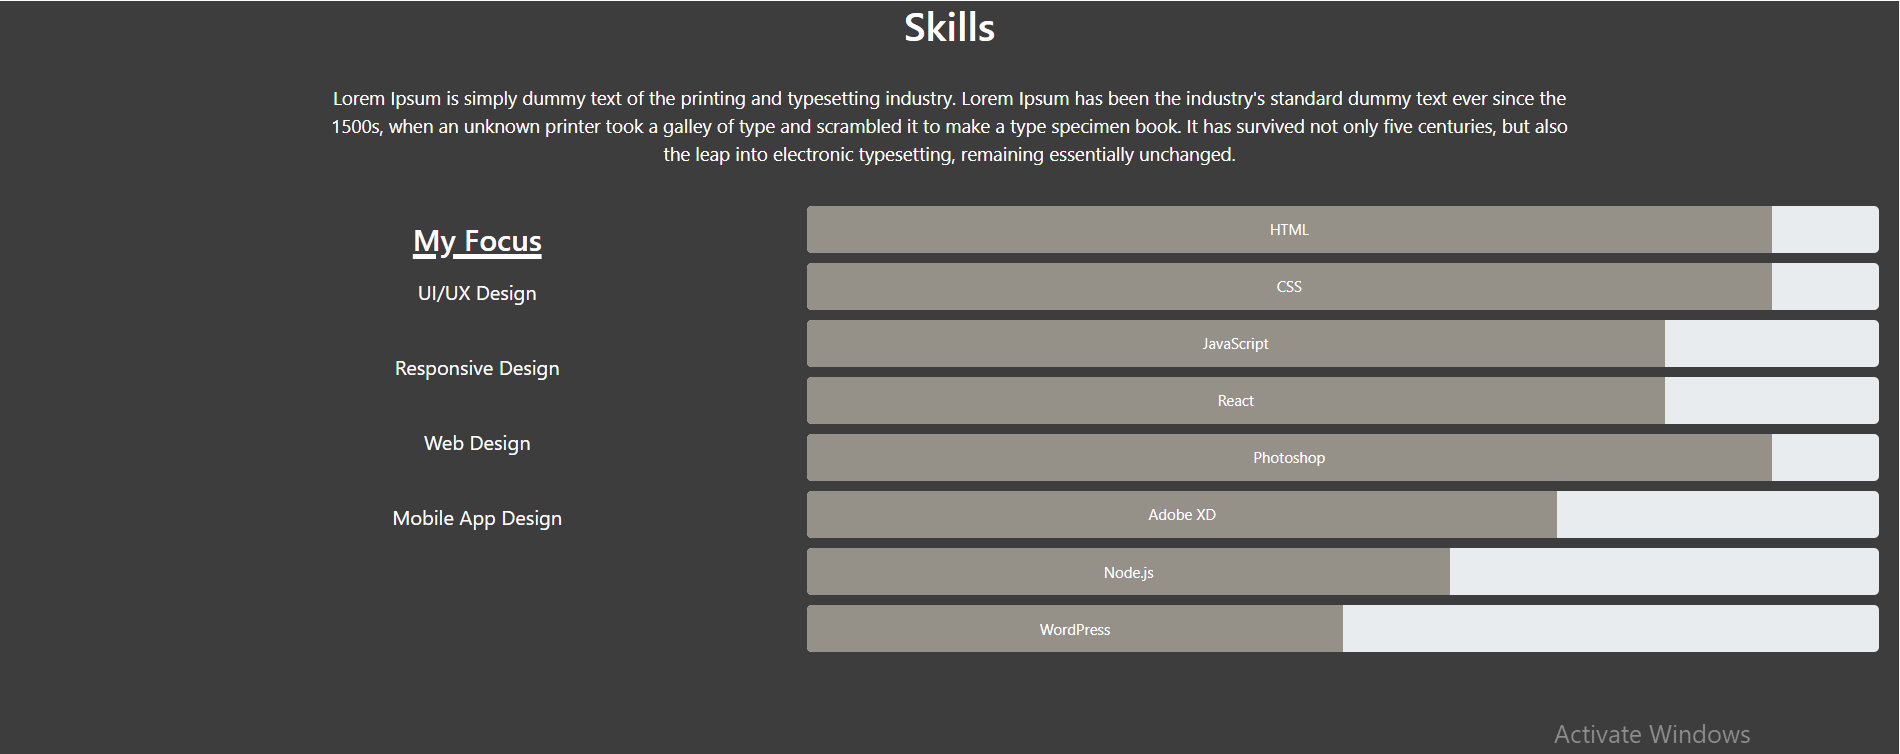 Skills
Lorem Ipsum is simply dummy text of the printing and typesetting industry. Lorem Ipsum has been the industry's standard dummy text ever since the
1500s, when an unknown printer took a galley of type and scrambled it to make a type specimen book. It has survived not only five centuries, but also
the leap into electronic typesetting, remaining essentially unchanged.
My Focus
UI/UX Design
Responsive Design
Web Design
Mobile App Design
HTML
CSS
JavaScript
React
Photoshop
Adobe XD
Node.js
WordPress
Activate Windows